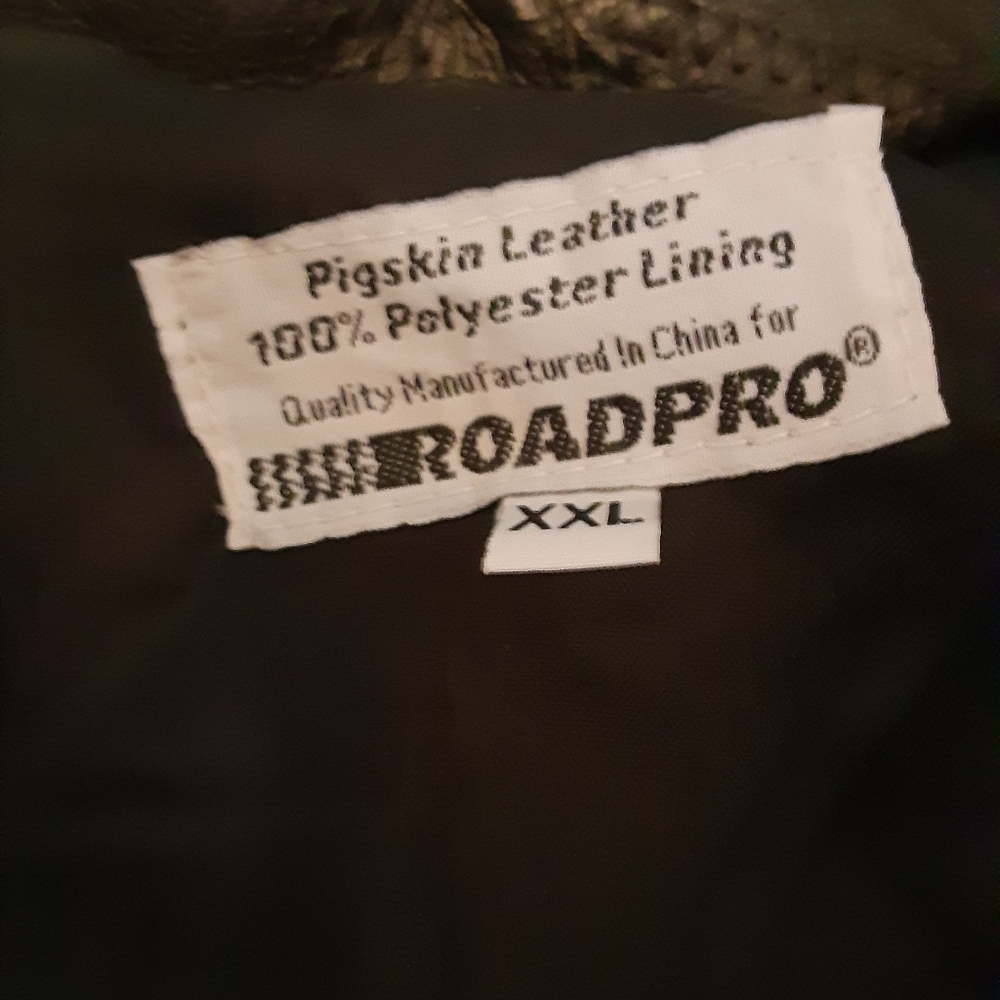 Pigskin Leather
100% Polyester Lining
Quality Manufactured In China for
ROADPRO®
XXL